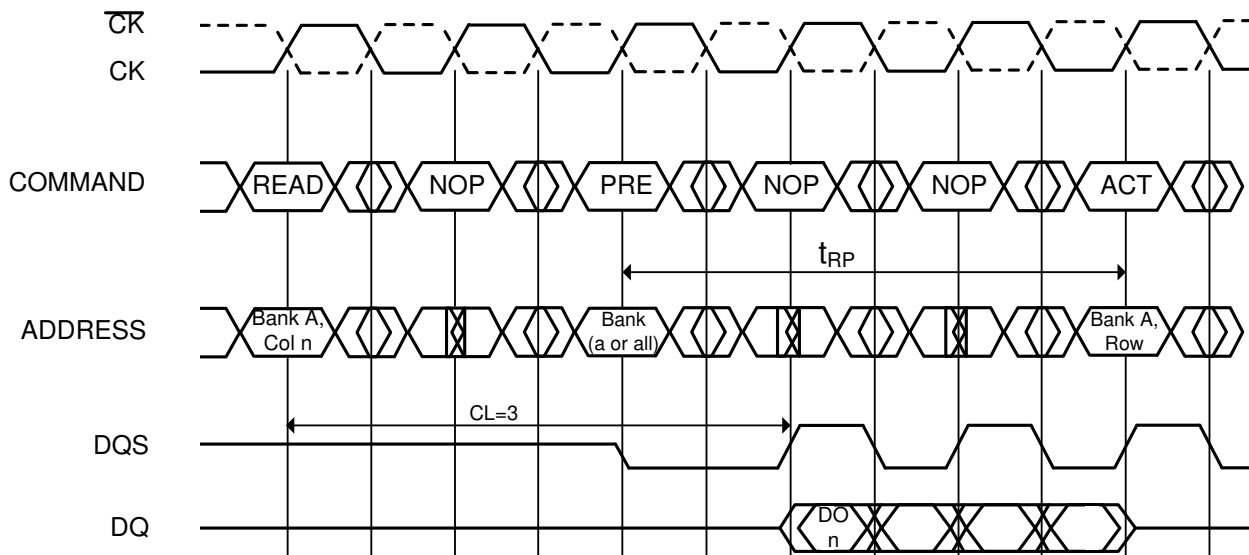 CK
CK
COMMAND READ NOP PRE NOP NOP ACT
tRP
ADDRESS Bank A, Col n Bank (a or all) Bank A, Row
CL=3
DQS
DQ DO n